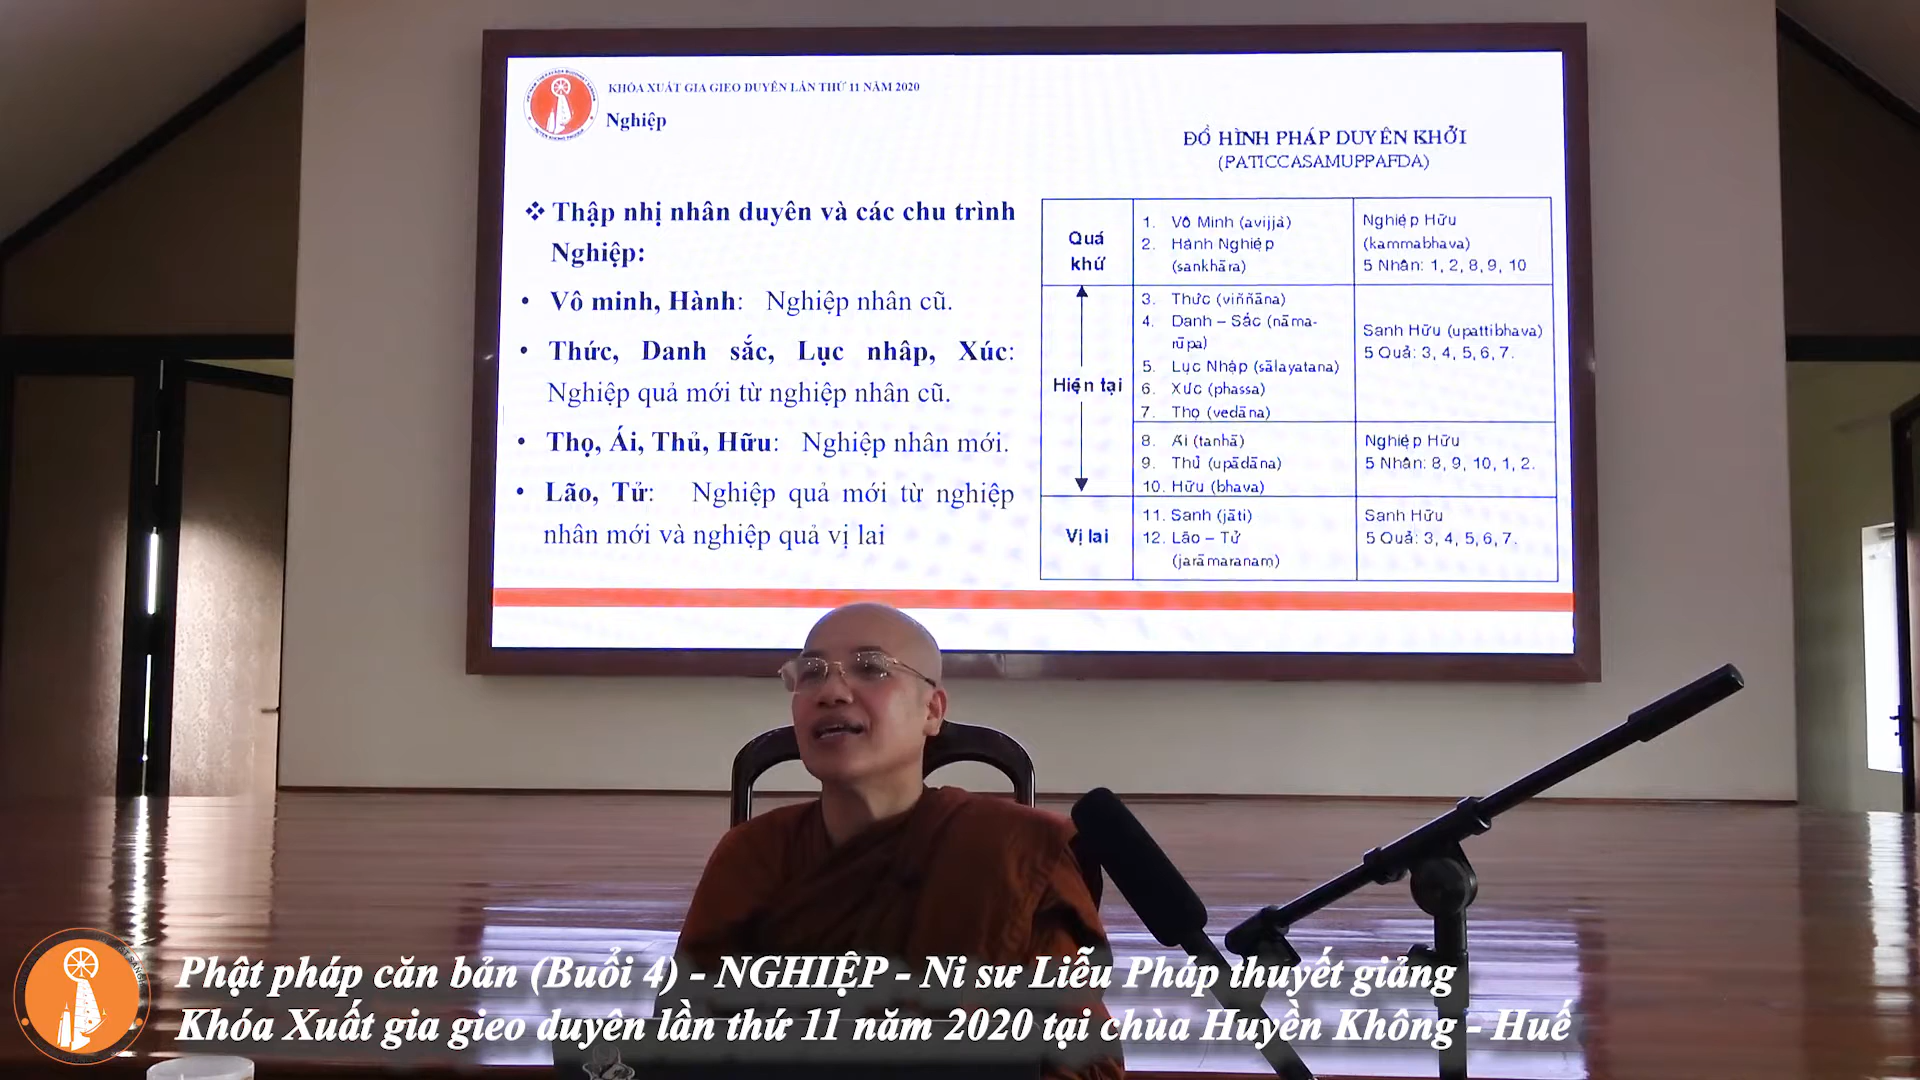 KHÓA XUẤT GIA GIEO DUYÊN LẦN THỨ 11 NĂM 2020
Nghiệp
❖ Thập nhị nhân duyên và các chu trình
Nghiệp:
• Vô minh, Hành: Nghiệp nhân cũ.
• Thức, Danh sắc, Lục nhập, Xúc:
Nghiệp quả mới từ nghiệp nhân cũ.
• Thọ, Ái, Thủ, Hữu: Nghiệp nhân mới.
• Lão, Tử: Nghiệp quả mới từ nghiệp
nhân mới và nghiệp quả vị lai
ĐỒ HÌNH PHÁP DUYÊN KHỞI
(PATICCASAMUPPAFDA)
Quá
khứ
1. Vô Minh (avijjà)
2. Hành Nghiệp
(sankhāra)
Nghiệp Hữu
(kammabhava)
5 Nhân: 1, 2, 8, 9, 10
Hiện tại
3. Thức (viññāna)
4. Danh – Sắc (nāma-
rūpa)
5. Lục Nhập (sālayatana)
6. Xúc (phassa)
7. Thọ (vedāna)
Sanh Hữu (upattibhava)
5 Quả: 3, 4, 5, 6, 7.
8. Ái (tanhā)
9. Thủ (upādāna)
10. Hữu (bhava)
Nghiệp Hữu
5 Nhân: 8, 9, 10, 1, 2.
Vị lai
11. Sanh (jāti)
12. Lão – Tử
(jarāmaranaṃ)
Sanh Hữu
5 Quả: 3, 4, 5, 6, 7.
Phật pháp căn bản (Buổi 4) - NGHIỆP - Ni sư Liễu Pháp thuyết giảng
Khóa Xuất gia gieo duyên lần thứ 11 năm 2020 tại chùa Huyền Không - Huế